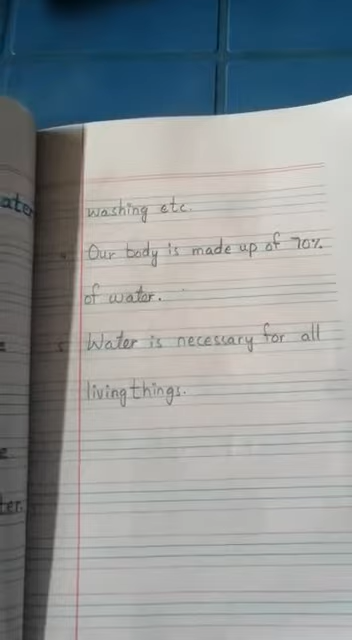 washing etc.
Our body is made up of 70%
of water.
Water is necessary for all
living things.